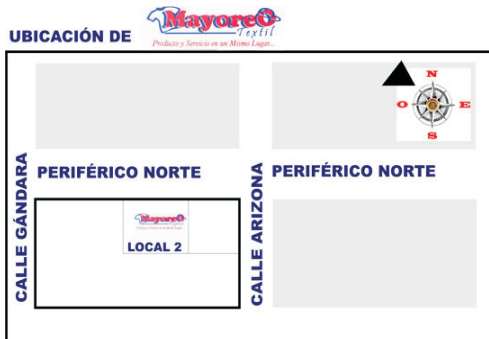 UBICACIÓN DE
Mayoreo
Textil
Producto y Servicio en un Mismo Lugar...
N
O
E
S
PERIFÉRICO NORTE
PERIFÉRICO NORTE
CALLE GÁNDARA
CALLE ARIZONA
Mayoreo
Textil
LOCAL 2